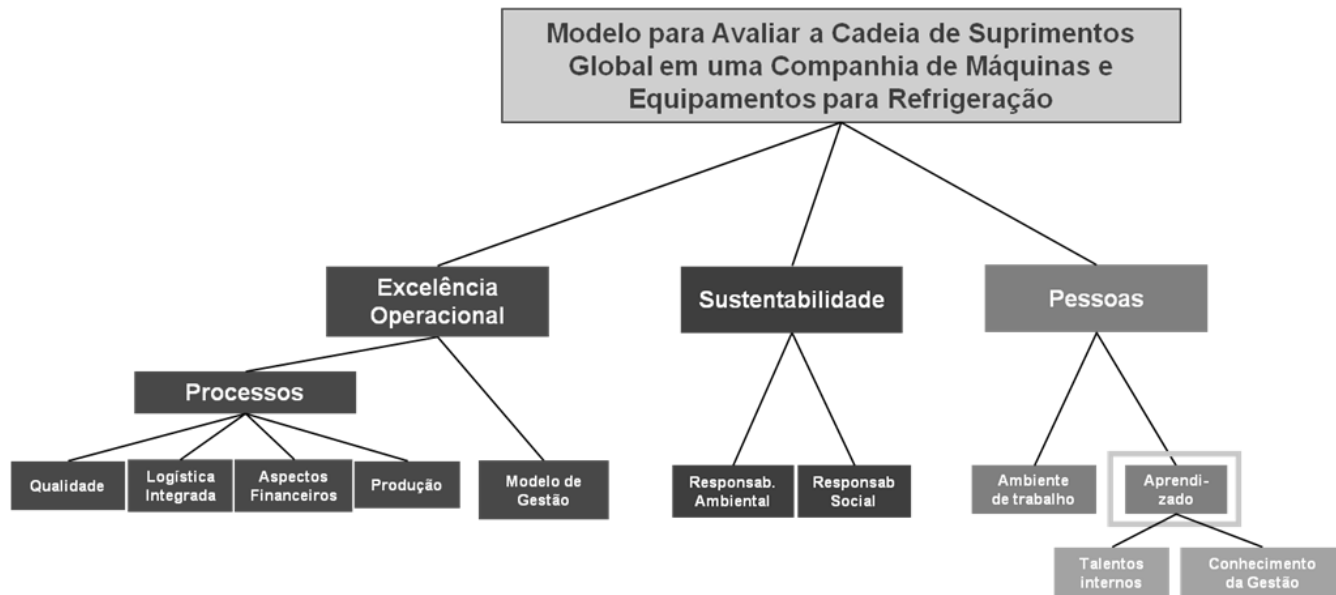 Modelo para Avaliar a Cadeia de Suprimentos
Global em uma Companhia de Máquinas e
Equipamentos para Refrigeração
Excelência
Operacional
Sustentabilidade
Pessoas
Processos
Qualidade
Logística
Integrada
Aspectos
Financeiros
Produção
Modelo de
Gestão
Responsab.
Ambiental
Responsab
Social
Ambiente
de trabalho
Aprendi-
zado
Talentos
internos
Conhecimento
da Gestão